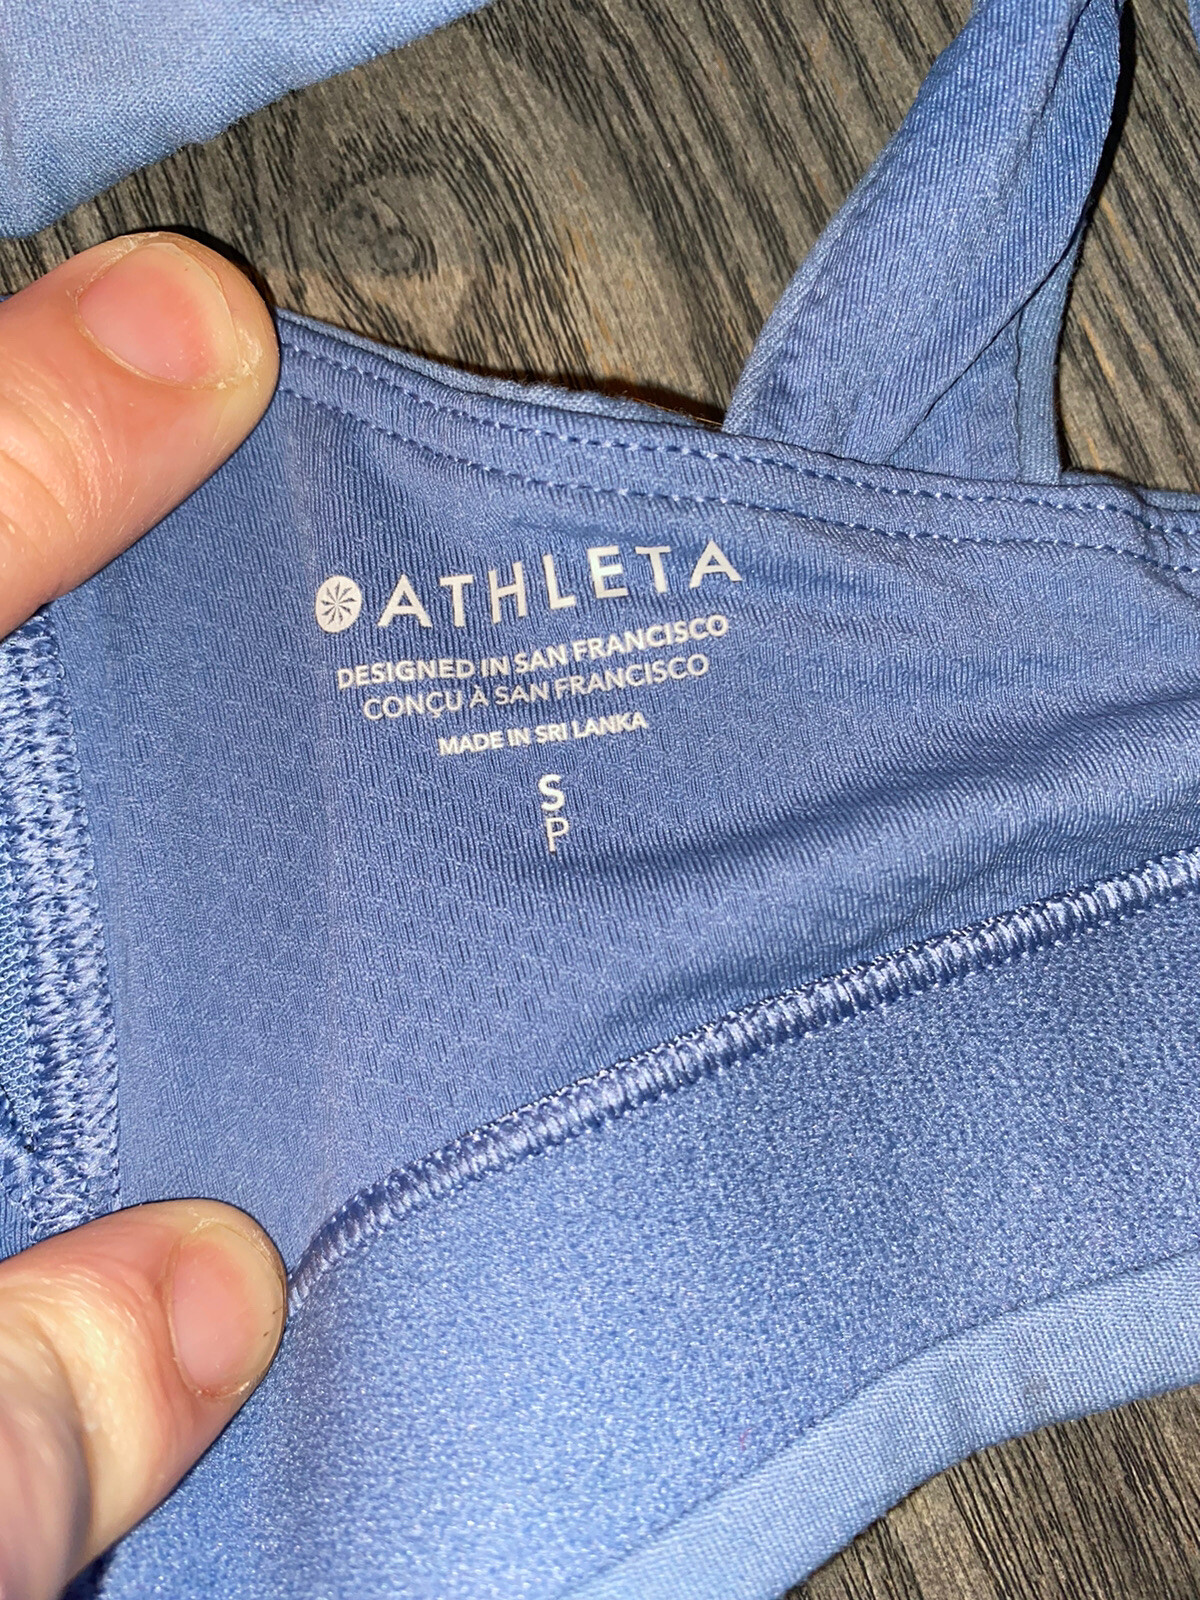 ATHLETA
DESIGNED IN SAN FRANCISCO
CONÇU À SAN FRANCISCO
MADE IN SRI LANKA
S
P